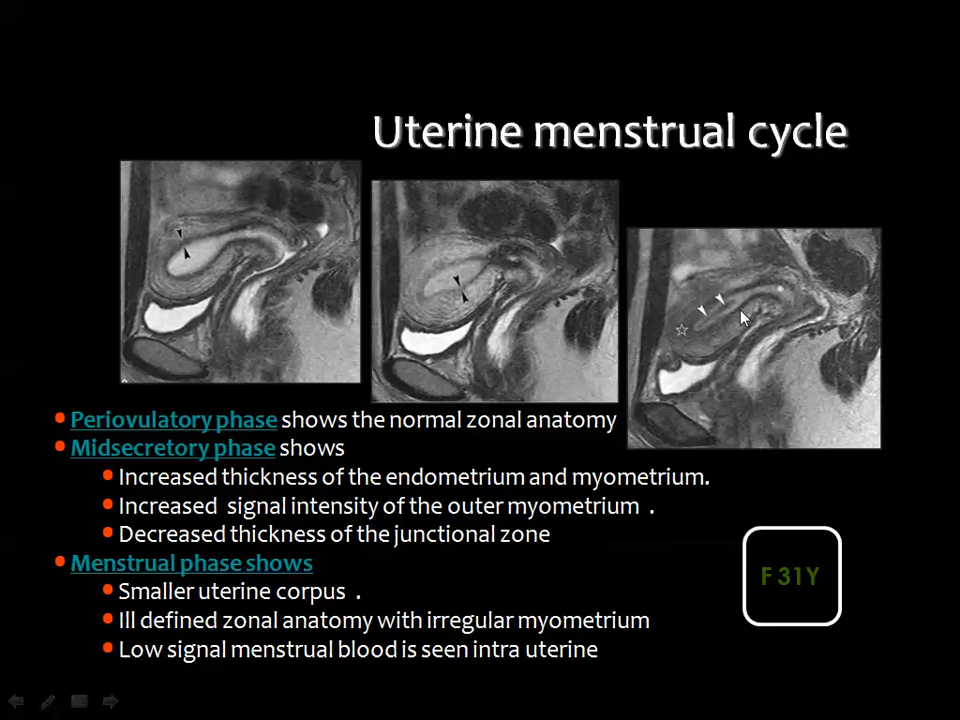 Uterine menstrual cycle
Periovulatory phase shows the normal zonal anatomy
Midsecretory phase shows
Increased thickness of the endometrium and myometrium.
Increased  signal intensity of the outer myometrium  .
Decreased thickness of the junctional zone
Menstrual phase shows
Smaller uterine corpus  .
Ill defined zonal anatomy with irregular myometrium
Low signal menstrual blood is seen intra uterine
F 31Y